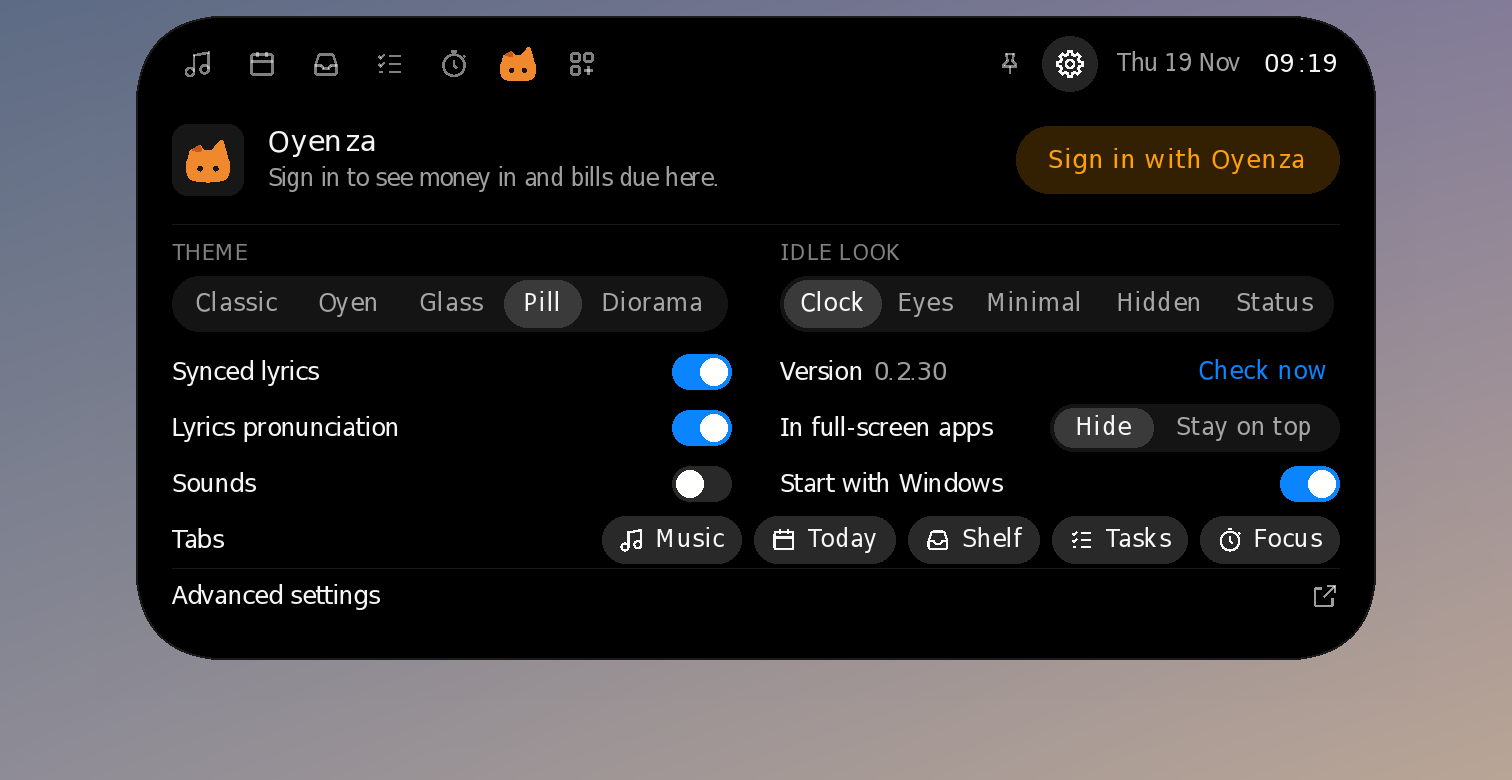 Thu 19 Nov 09:19
Oyenza
Sign in to see money in and bills due here.
Sign in with Oyenza
THEME
Classic Oyen Glass Pill Diorama
IDLE LOOK
Clock Eyes Minimal Hidden Status
Synced lyrics
Lyrics pronunciation
Sounds
Version 0.2.30 Check now
In full-screen apps Hide Stay on top
Start with Windows
Tabs Music Today Shelf Tasks Focus
Advanced settings